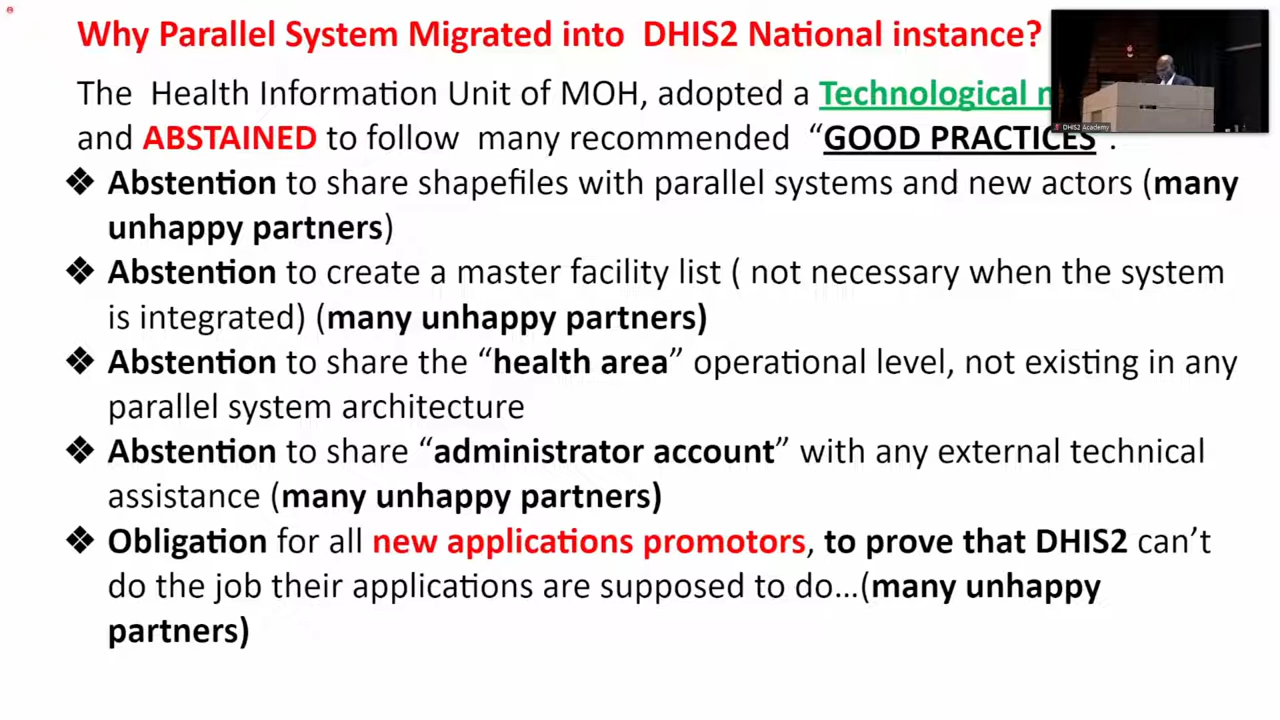 Why Parallel System Migrated into DHIS2 National instance?
The Health Information Unit of MOH, adopted a Technological
and ABSTAINED to follow many recommended “GOOD PRACTICES”.
❖ Abstention to share shapefiles with parallel systems and new actors (many
unhappy partners)
❖ Abstention to create a master facility list ( not necessary when the system
is integrated) (many unhappy partners)
❖ Abstention to share the “health area” operational level, not existing in any
parallel system architecture
❖ Abstention to share “administrator account” with any external technical
assistance (many unhappy partners)
❖ Obligation for all new applications promotors, to prove that DHIS2 can’t
do the job their applications are supposed to do…(many unhappy
partners)
DHIS2 Academy